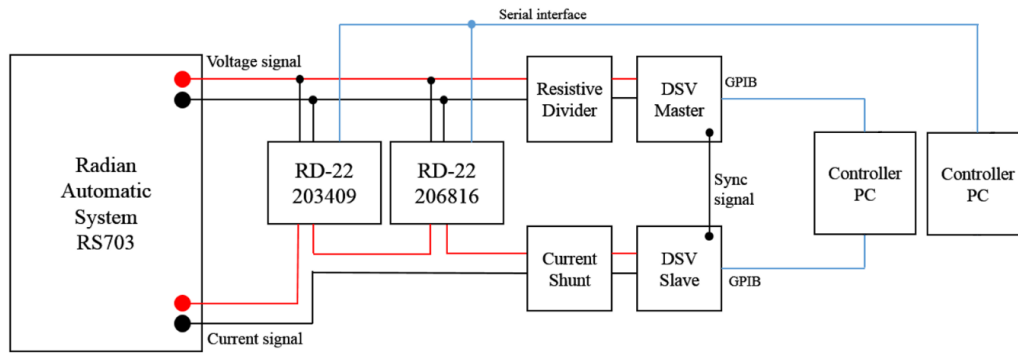 Serial interface
Voltage signal
Radian
Automatic
System
RS703
RD-22
203409
RD-22
206816
Resistive
Divider
DSV
Master
GPIB
Sync
signal
Controller
PC
Controller
PC
Current
Shunt
DSV
Slave
GPIB
Current signal